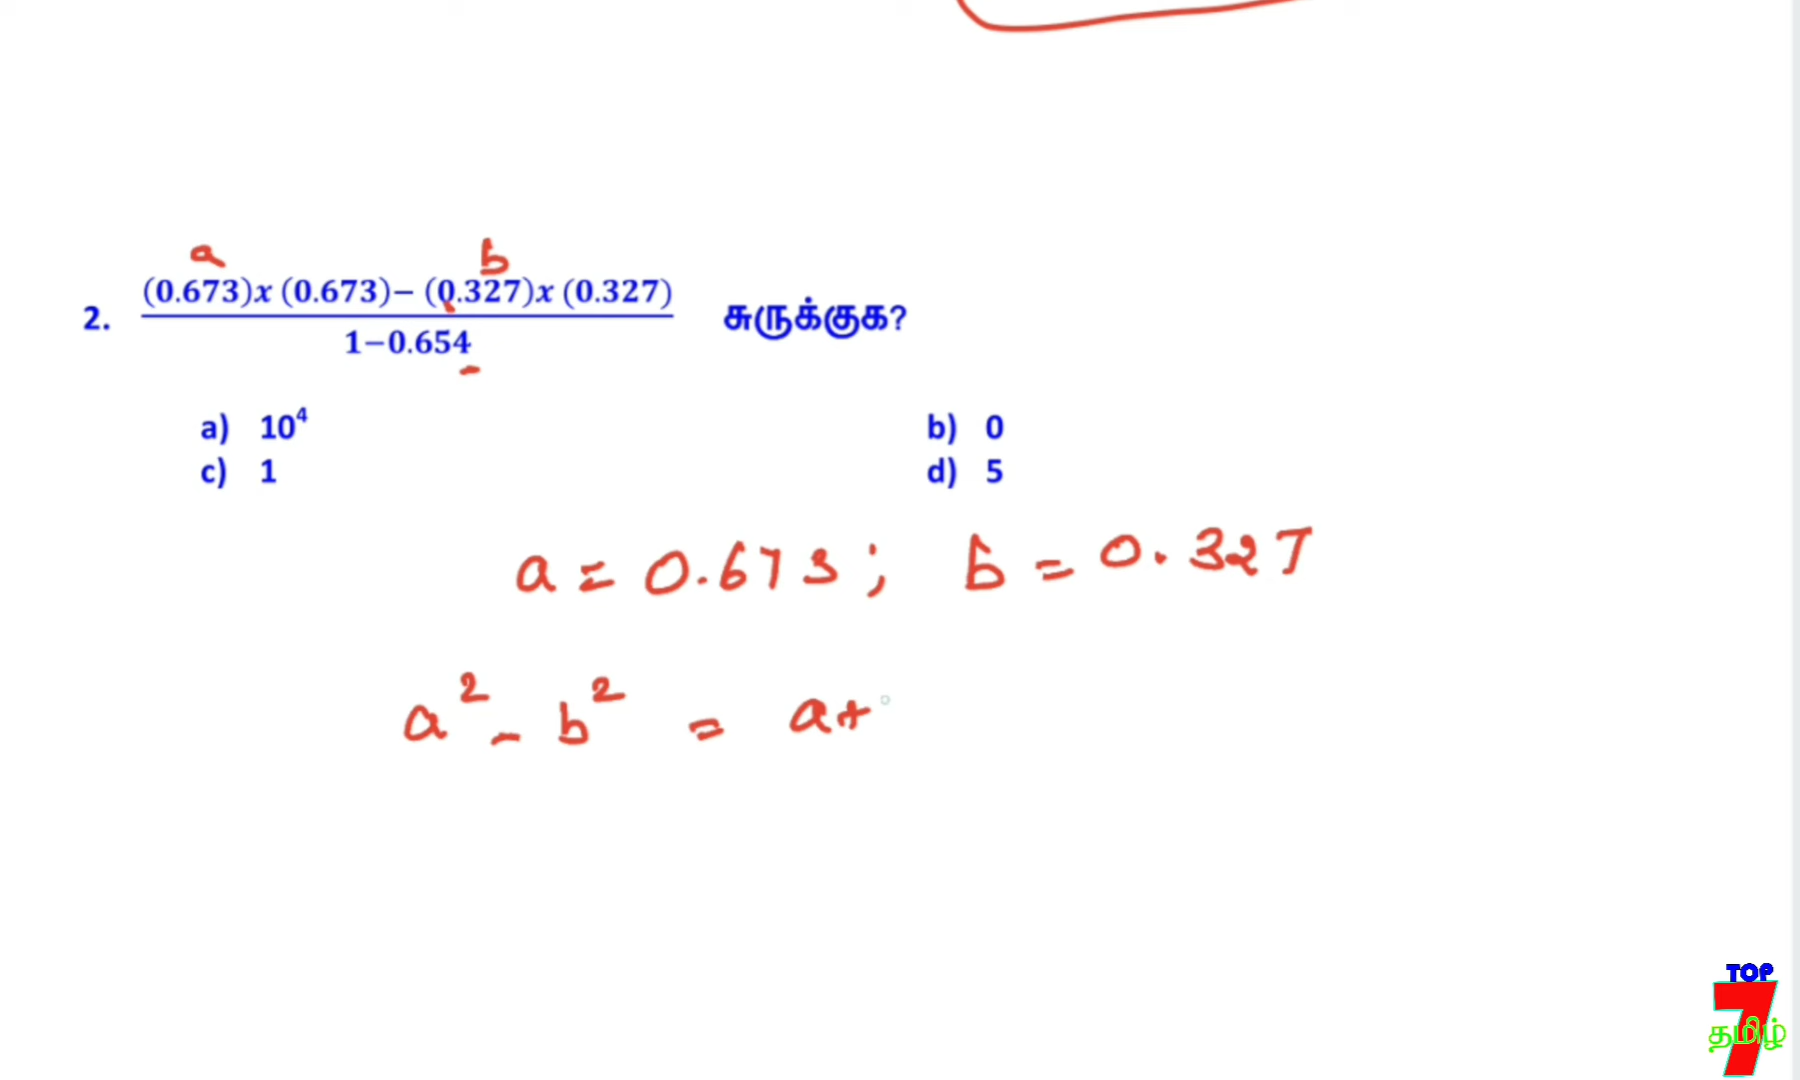 a b
(0.673)x (0.673)− (0.327)x (0.327)
2. சுருக்குக?
1−0.654
a) 10⁴ b) 0
c) 1 d) 5
a = 0.673 ; b = 0.327
a² - b² = a+
TOP
7
தமிழ்